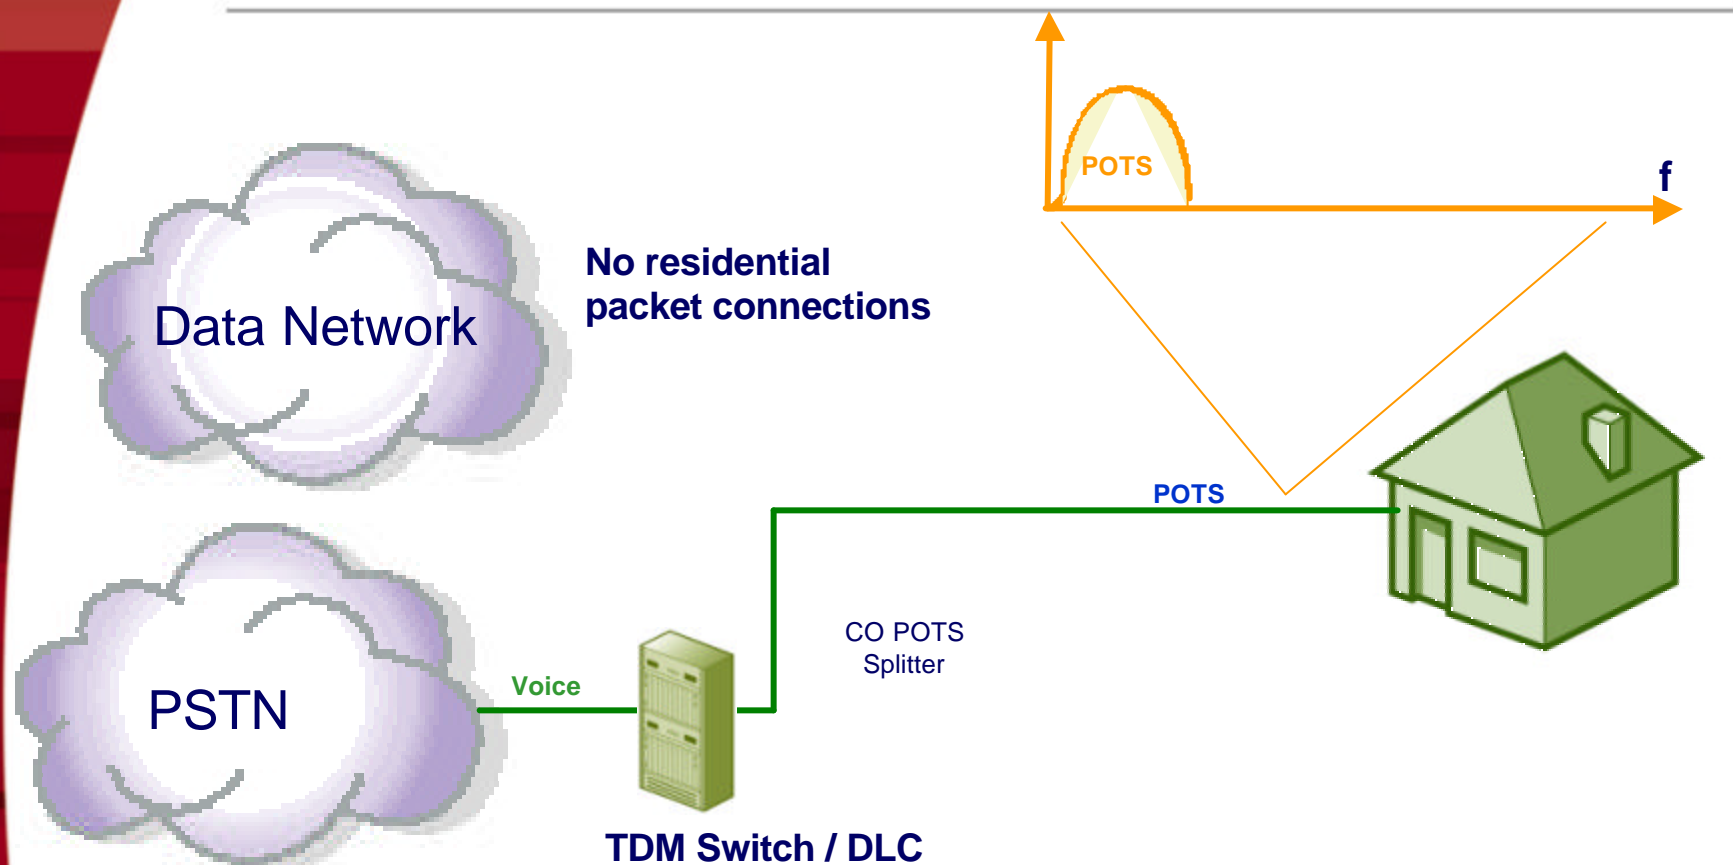 POTS
f
No residential
packet connections
Data Network
POTS
CO POTS
Splitter
Voice
PSTN
TDM Switch / DLC